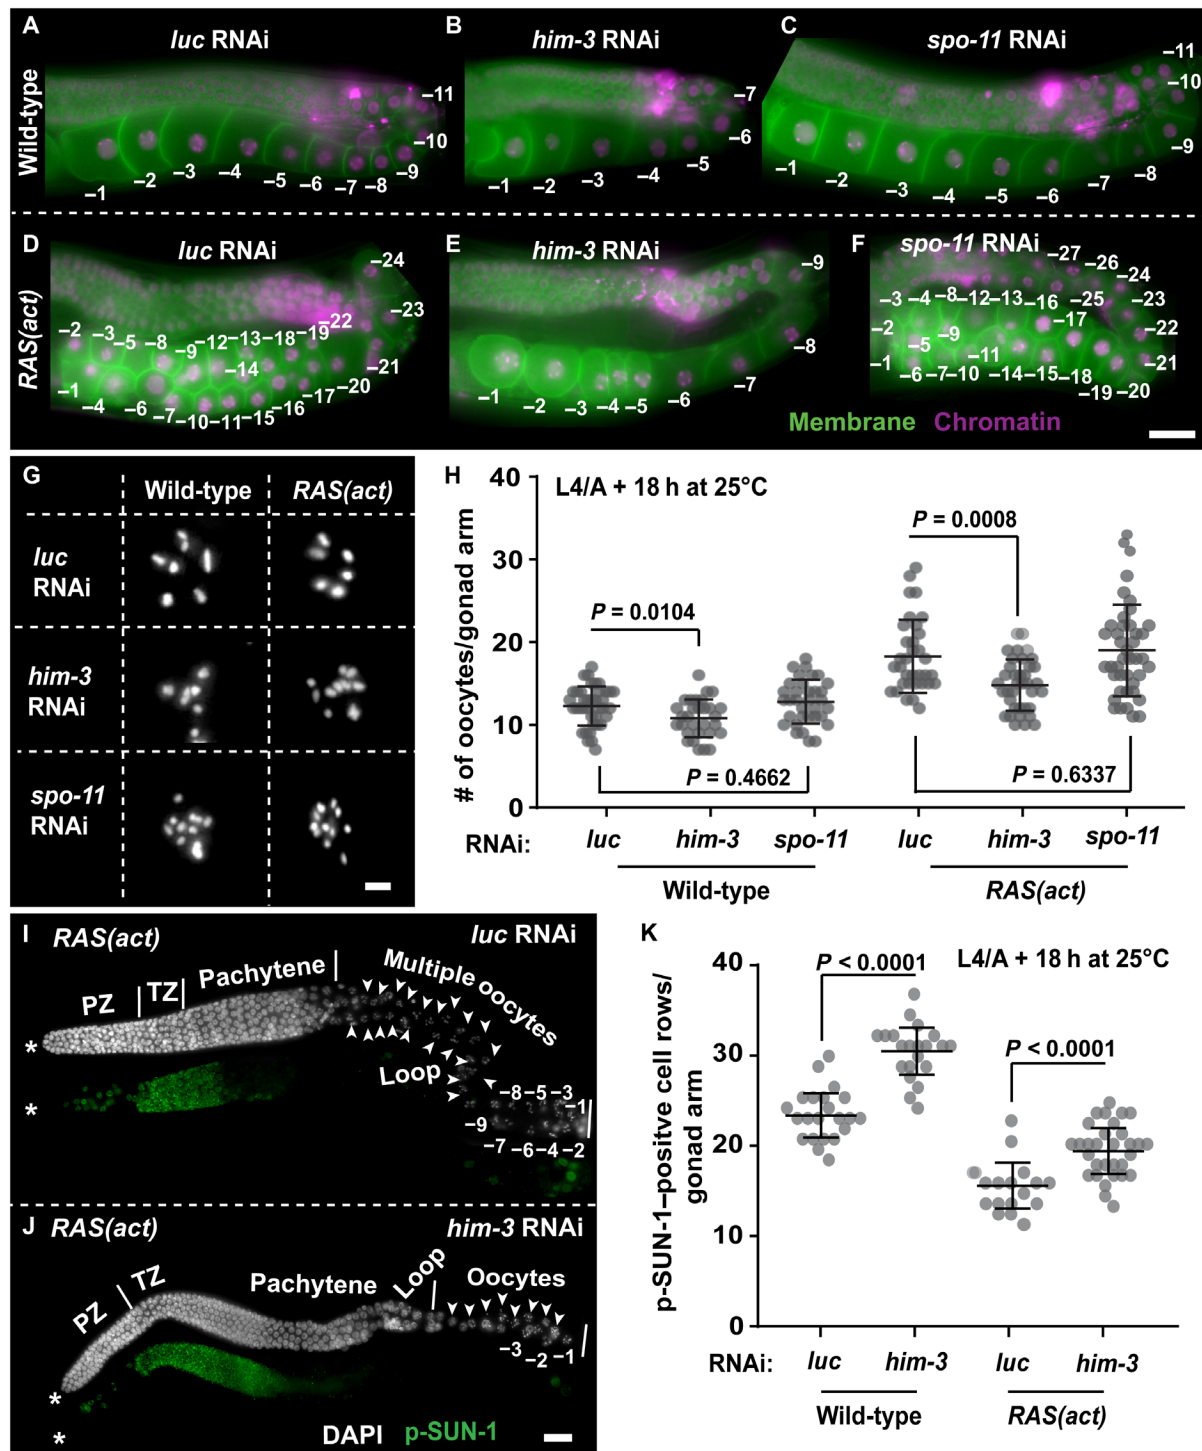 A
luc RNAi
B
him-3 RNAi
C
spo-11 RNAi
Wild-type
–1 –2 –3 –4 –5 –6 –7 –8 –9 –10 –11
–1 –2 –3 –4 –5 –6 –7
–1 –2 –3 –4 –5 –6 –7 –8 –9 –10 –11
D
luc RNAi
E
him-3 RNAi
F
spo-11 RNAi
RAS(act)
–1 –2 –3 –4 –5 –6 –7 –8 –9 –10 –11 –12 –13 –14 –15 –16 –17 –18 –19 –20 –21 –22 –23 –24
–1 –2 –3 –4 –5 –6 –7 –8 –9
–1 –2 –3 –4 –5 –6 –7 –8 –9 –10 –11 –12 –13 –14 –15 –16 –17 –18 –19 –20 –21 –22 –23 –24 –25 –26 –27
Membrane Chromatin
G
Wild-type RAS(act)
luc
RNAi
him-3
RNAi
spo-11
RNAi
H
L4/A + 18 h at 25°C
# of oocytes/gonad arm
40
30
20
10
0
P = 0.0104
P = 0.4662
P = 0.0008
P = 0.6337
RNAi: luc him-3 spo-11 luc him-3 spo-11
Wild-type RAS(act)
I
RAS(act)
luc RNAi
PZ TZ Pachytene Multiple oocytes
Loop
*
*
–9 –8 –7 –6 –5 –4 –3 –2 –1
J
RAS(act)
him-3 RNAi
PZ TZ Pachytene Loop Oocytes
–3 –2 –1
*
*
DAPI p-SUN-1
K
L4/A + 18 h at 25°C
p-SUN-1–positve cell rows/
gonad arm
40
30
20
10
0
P < 0.0001
P < 0.0001
RNAi: luc him-3 luc him-3
Wild-type RAS(act)